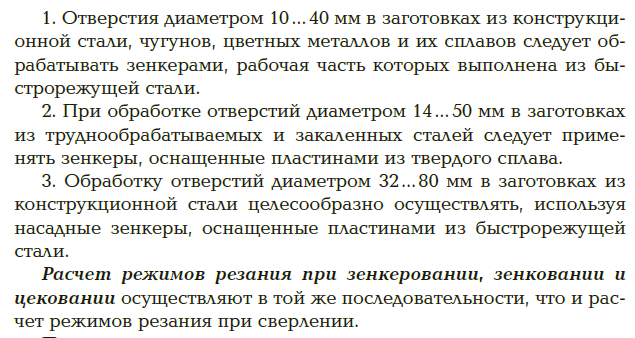 1. Отверстия диаметром 10...40 мм в заготовках из конструкци-
онной стали, чугунов, цветных металлов и их сплавов следует об-
рабатывать зенкерами, рабочая часть которых выполнена из бы-
строрежущей стали.
2. При обработке отверстий диаметром 14...50 мм в заготовках
из труднообрабатываемых и закаленных сталей следует приме-
нять зенкеры, оснащенные пластинами из твердого сплава.
3. Обработку отверстий диаметром 32...80 мм в заготовках из
конструкционной стали целесообразно осуществлять, используя
насадные зенкеры, оснащенные пластинами из быстрорежущей
стали.
Расчет режимов резания при зенкеровании, зенковании и
цековании осуществляют в той же последовательности, что и рас-
чет режимов резания при сверлении.